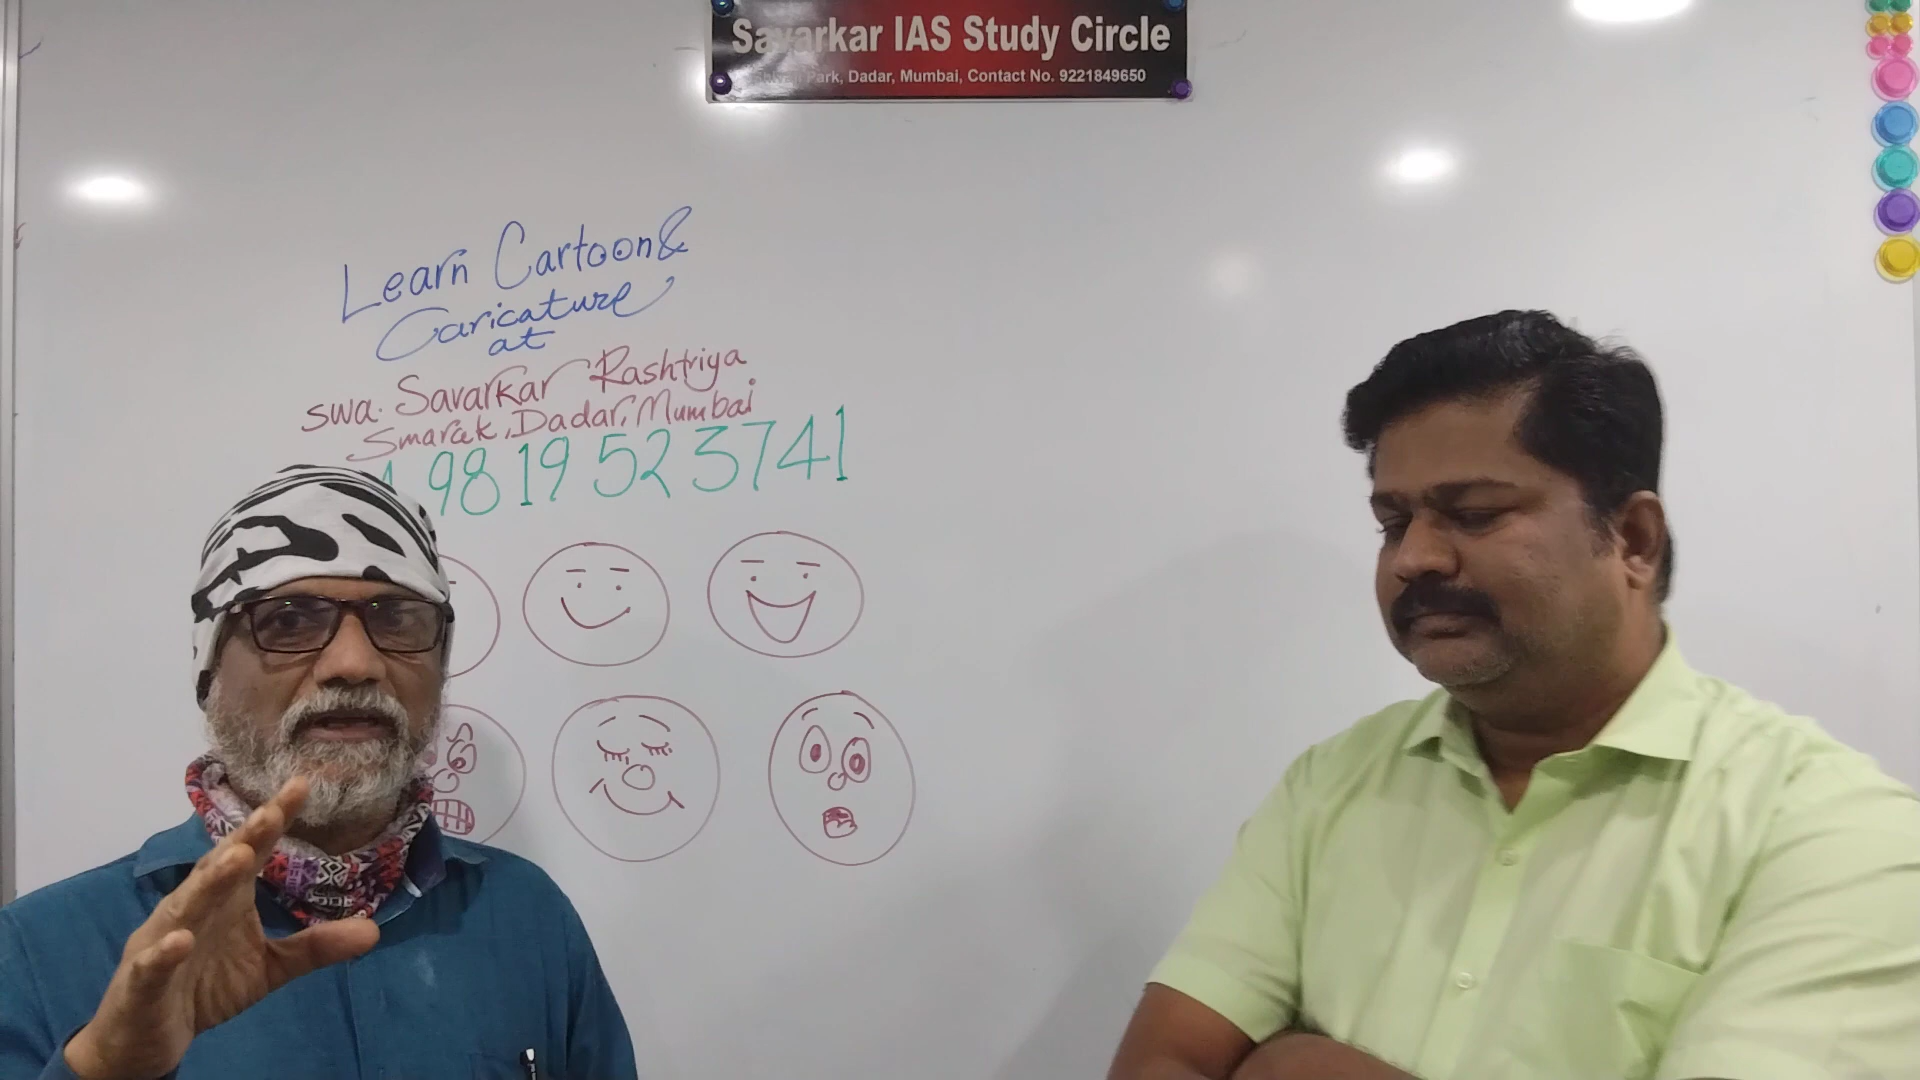 Savarkar IAS Study Circle
Park, Dadar, Mumbai, Contact No. 9221849650
Learn Cartoon &
Caricature
at
swa. Savarkar Rashtriya
Smarak, Dadar, Mumbai
9819523741